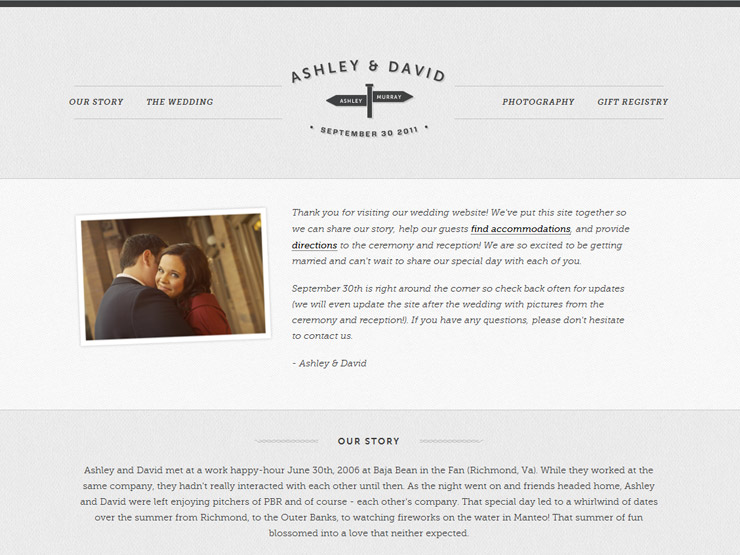 ASHLEY & DAVID
ASHLEY
MURRAY
• SEPTEMBER 30 2011 •
OUR STORY
THE WEDDING
PHOTOGRAPHY
GIFT REGISTRY
Thank you for visiting our wedding website! We've put this site together so
we can share our story, help our guests find accommodations, and provide
directions to the ceremony and reception! We are so excited to be getting
married and can't wait to share our special day with each of you.
September 30th is right around the corner so check back often for updates
(we will even update the site after the wedding with pictures from the
ceremony and reception!). If you have any questions, please don't hesitate
to contact us.
- Ashley & David
OUR STORY
Ashley and David met at a work happy-hour June 30th, 2006 at Baja Bean in the Fan (Richmond, Va). While they worked at the
same company, they hadn't really interacted with each other until then. As the night went on and friends headed home, Ashley
and David were left enjoying pitchers of PBR and of course - each other's company. That special day led to a whirlwind of dates
over the summer from Richmond, to the Outer Banks, to watching fireworks on the water in Manteo! That summer of fun
blossomed into a love that neither expected.